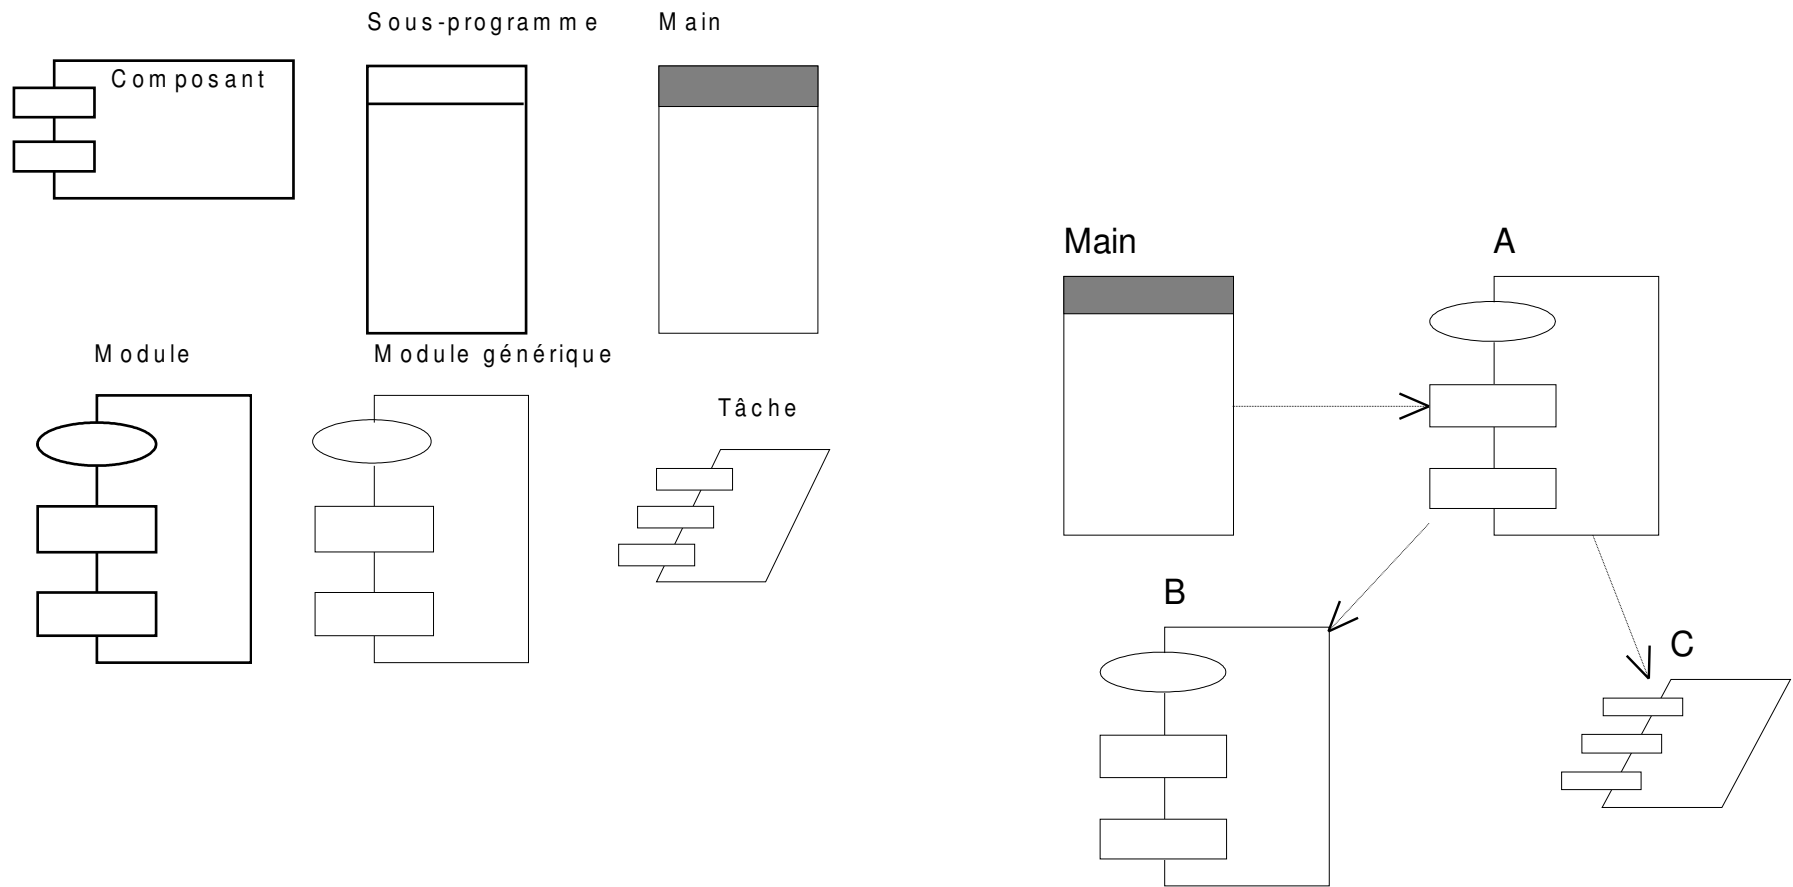 Sous-programme
Main
Composant
Module
Module générique
Tâche
Main
A
B
C